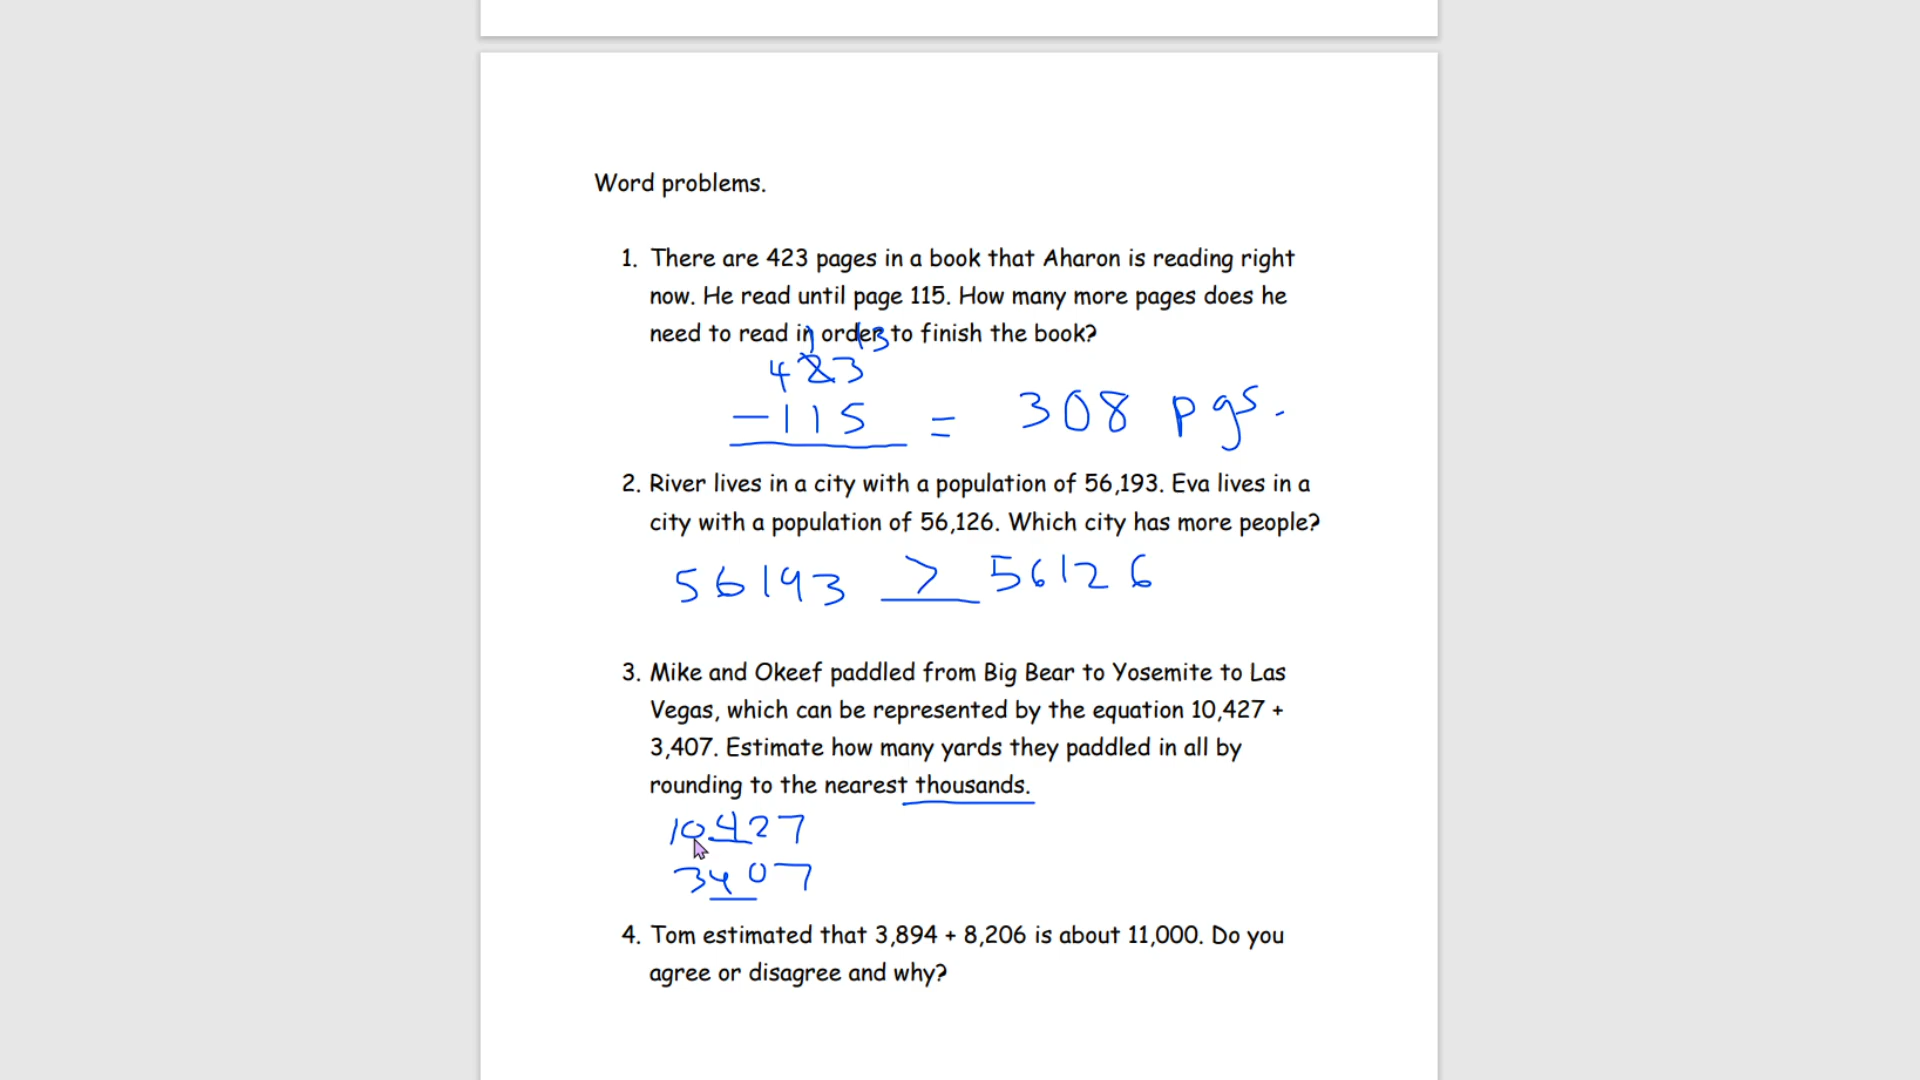 Word problems.
1. There are 423 pages in a book that Aharon is reading right
now. He read until page 115. How many more pages does he
need to read in order to finish the book?
1 13
423
-115 = 308 pgs.
2. River lives in a city with a population of 56,193. Eva lives in a
city with a population of 56,126. Which city has more people?
56193 > 56126
3. Mike and Okeef paddled from Big Bear to Yosemite to Las
Vegas, which can be represented by the equation 10,427 +
3,407. Estimate how many yards they paddled in all by
rounding to the nearest thousands.
10427
3407
4. Tom estimated that 3,894 + 8,206 is about 11,000. Do you
agree or disagree and why?